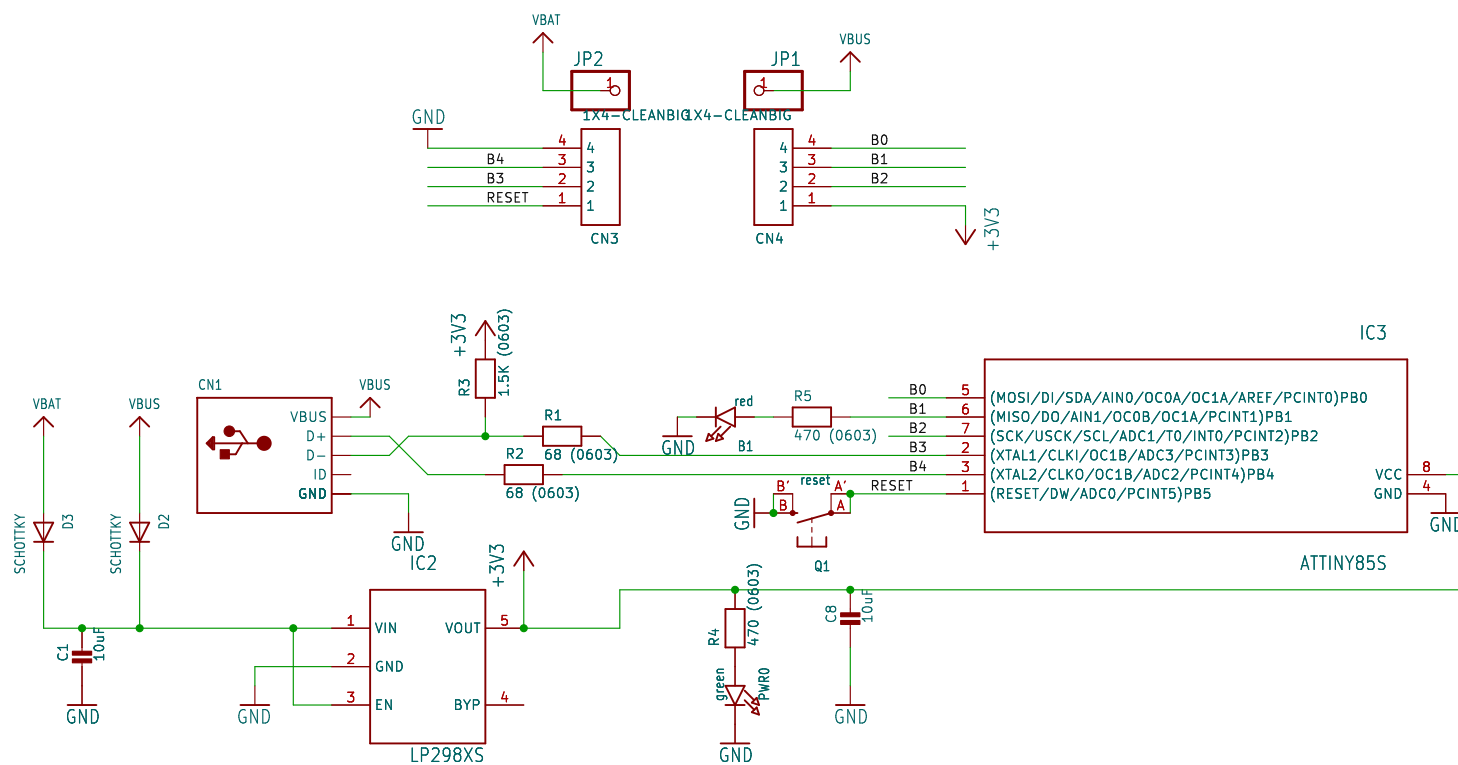 VBAT
VBUS
JP2
JP1
1
1
1X4-CLEANBIG
1X4-CLEANBIG
GND
4 4
B4 3 3
B3 2 2
RESET 1 1
CN3
4 4 B0
3 3 B1
2 2 B2
1 1
CN4
+3V3
+3V3
R3
1.5K (0603)
IC3
CN1
VBUS
VBUS
D+
D-
ID
GND
GND
VBAT
VBUS
R1
68 (0603)
R2
68 (0603)
red
R5
470 (0603)
GND
B1
B0 5 (MOSI/DI/SDA/AIN0/OC0A/OC1A/AREF/PCINT0)PB0
B1 6 (MISO/DO/AIN1/OC0B/OC1A/PCINT1)PB1
B2 7 (SCK/USCK/SCL/ADC1/T0/INT0/PCINT2)PB2
B3 2 (XTAL1/CLKI/OC1B/ADC3/PCINT3)PB3
B4 3 (XTAL2/CLKO/OC1B/ADC2/PCINT4)PB4
RESET 1 (RESET/DW/ADC0/PCINT5)PB5
VCC 8
GND 4
GND
ATTINY85S
reset
B' A'
B A
GND
Q1
SCHOTTKY
D3
SCHOTTKY
D2
IC2
+3V3
1 VIN
2 GND
3 EN
VOUT 5
BYP 4
LP298XS
C1
10uF
GND
GND
R4
470 (0603)
green
PWR0
GND
C8
10uF
GND